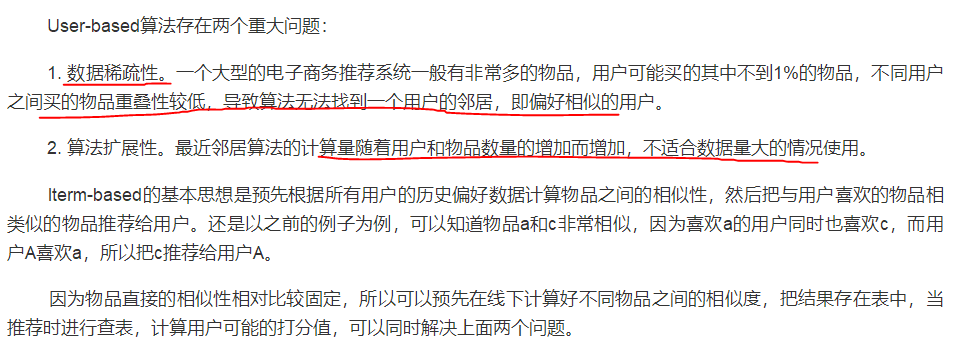 User-based算法存在两个重大问题：
1. 数据稀疏性。一个大型的电子商务推荐系统一般有非常多的物品，用户可能买的其中不到1%的物品，不同用户
之间买的物品重叠性较低，导致算法无法找到一个用户的邻居，即偏好相似的用户。
2. 算法扩展性。最近邻居算法的计算量随着用户和物品数量的增加而增加，不适合数据量大的情况使用。
Iterm-based的基本思想是预先根据所有用户的历史偏好数据计算物品之间的相似性，然后把与用户喜欢的物品相
类似的物品推荐给用户。还是以之前的例子为例，可以知道物品a和c非常相似，因为喜欢a的用户同时也喜欢c，而用
户A喜欢a，所以把c推荐给用户A。
因为物品直接的相似性相对比较固定，所以可以预先在线下计算好不同物品之间的相似度，把结果存在表中，当
推荐时进行查表，计算用户可能的打分值，可以同时解决上面两个问题。